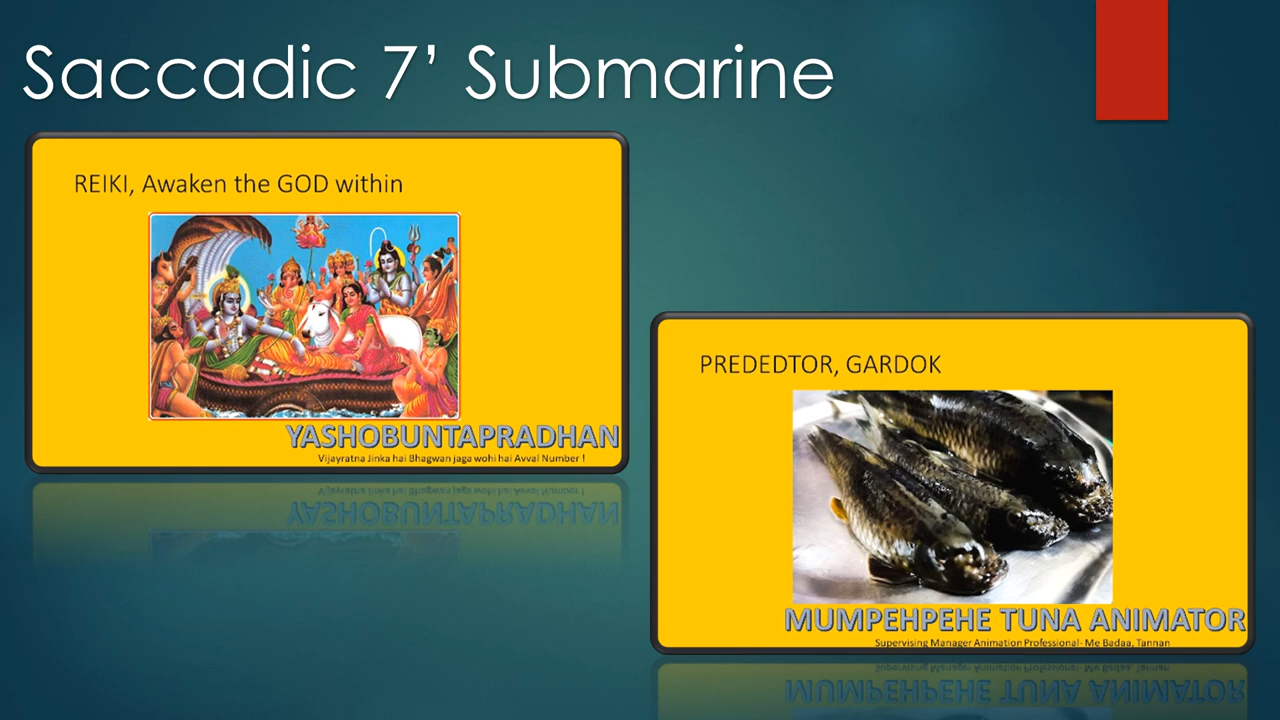 Saccadic 7’ Submarine
REIKI, Awaken the GOD within
YASHOBUNTAPRADHAN
Vijayratna Jinka hai Bhagwan jaga wohi hai Avval Number !
PREDEDTOR, GARDOK
MUMPEHPEHE TUNA ANIMATOR
Supervising Manager Animation Professional- Me Badaa, Tannan